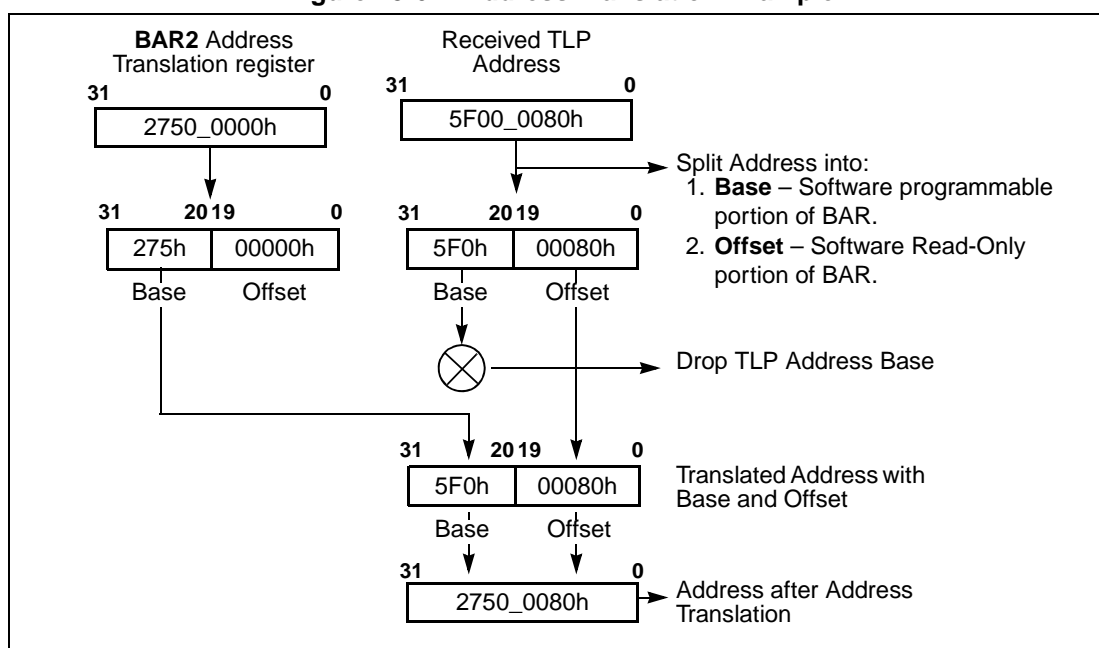 BAR2 Address
Translation register
31 0
2750_0000h
31 20 19 0
275h 00000h
Base Offset
Received TLP
Address
31 0
5F00_0080h
31 20 19 0
5F0h 00080h
Base Offset
Split Address into:
1. Base – Software programmable
portion of BAR.
2. Offset – Software Read-Only
portion of BAR.
Drop TLP Address Base
31 20 19 0
5F0h 00080h
Base Offset
Translated Address with
Base and Offset
31 0
2750_0080h
Address after Address
Translation